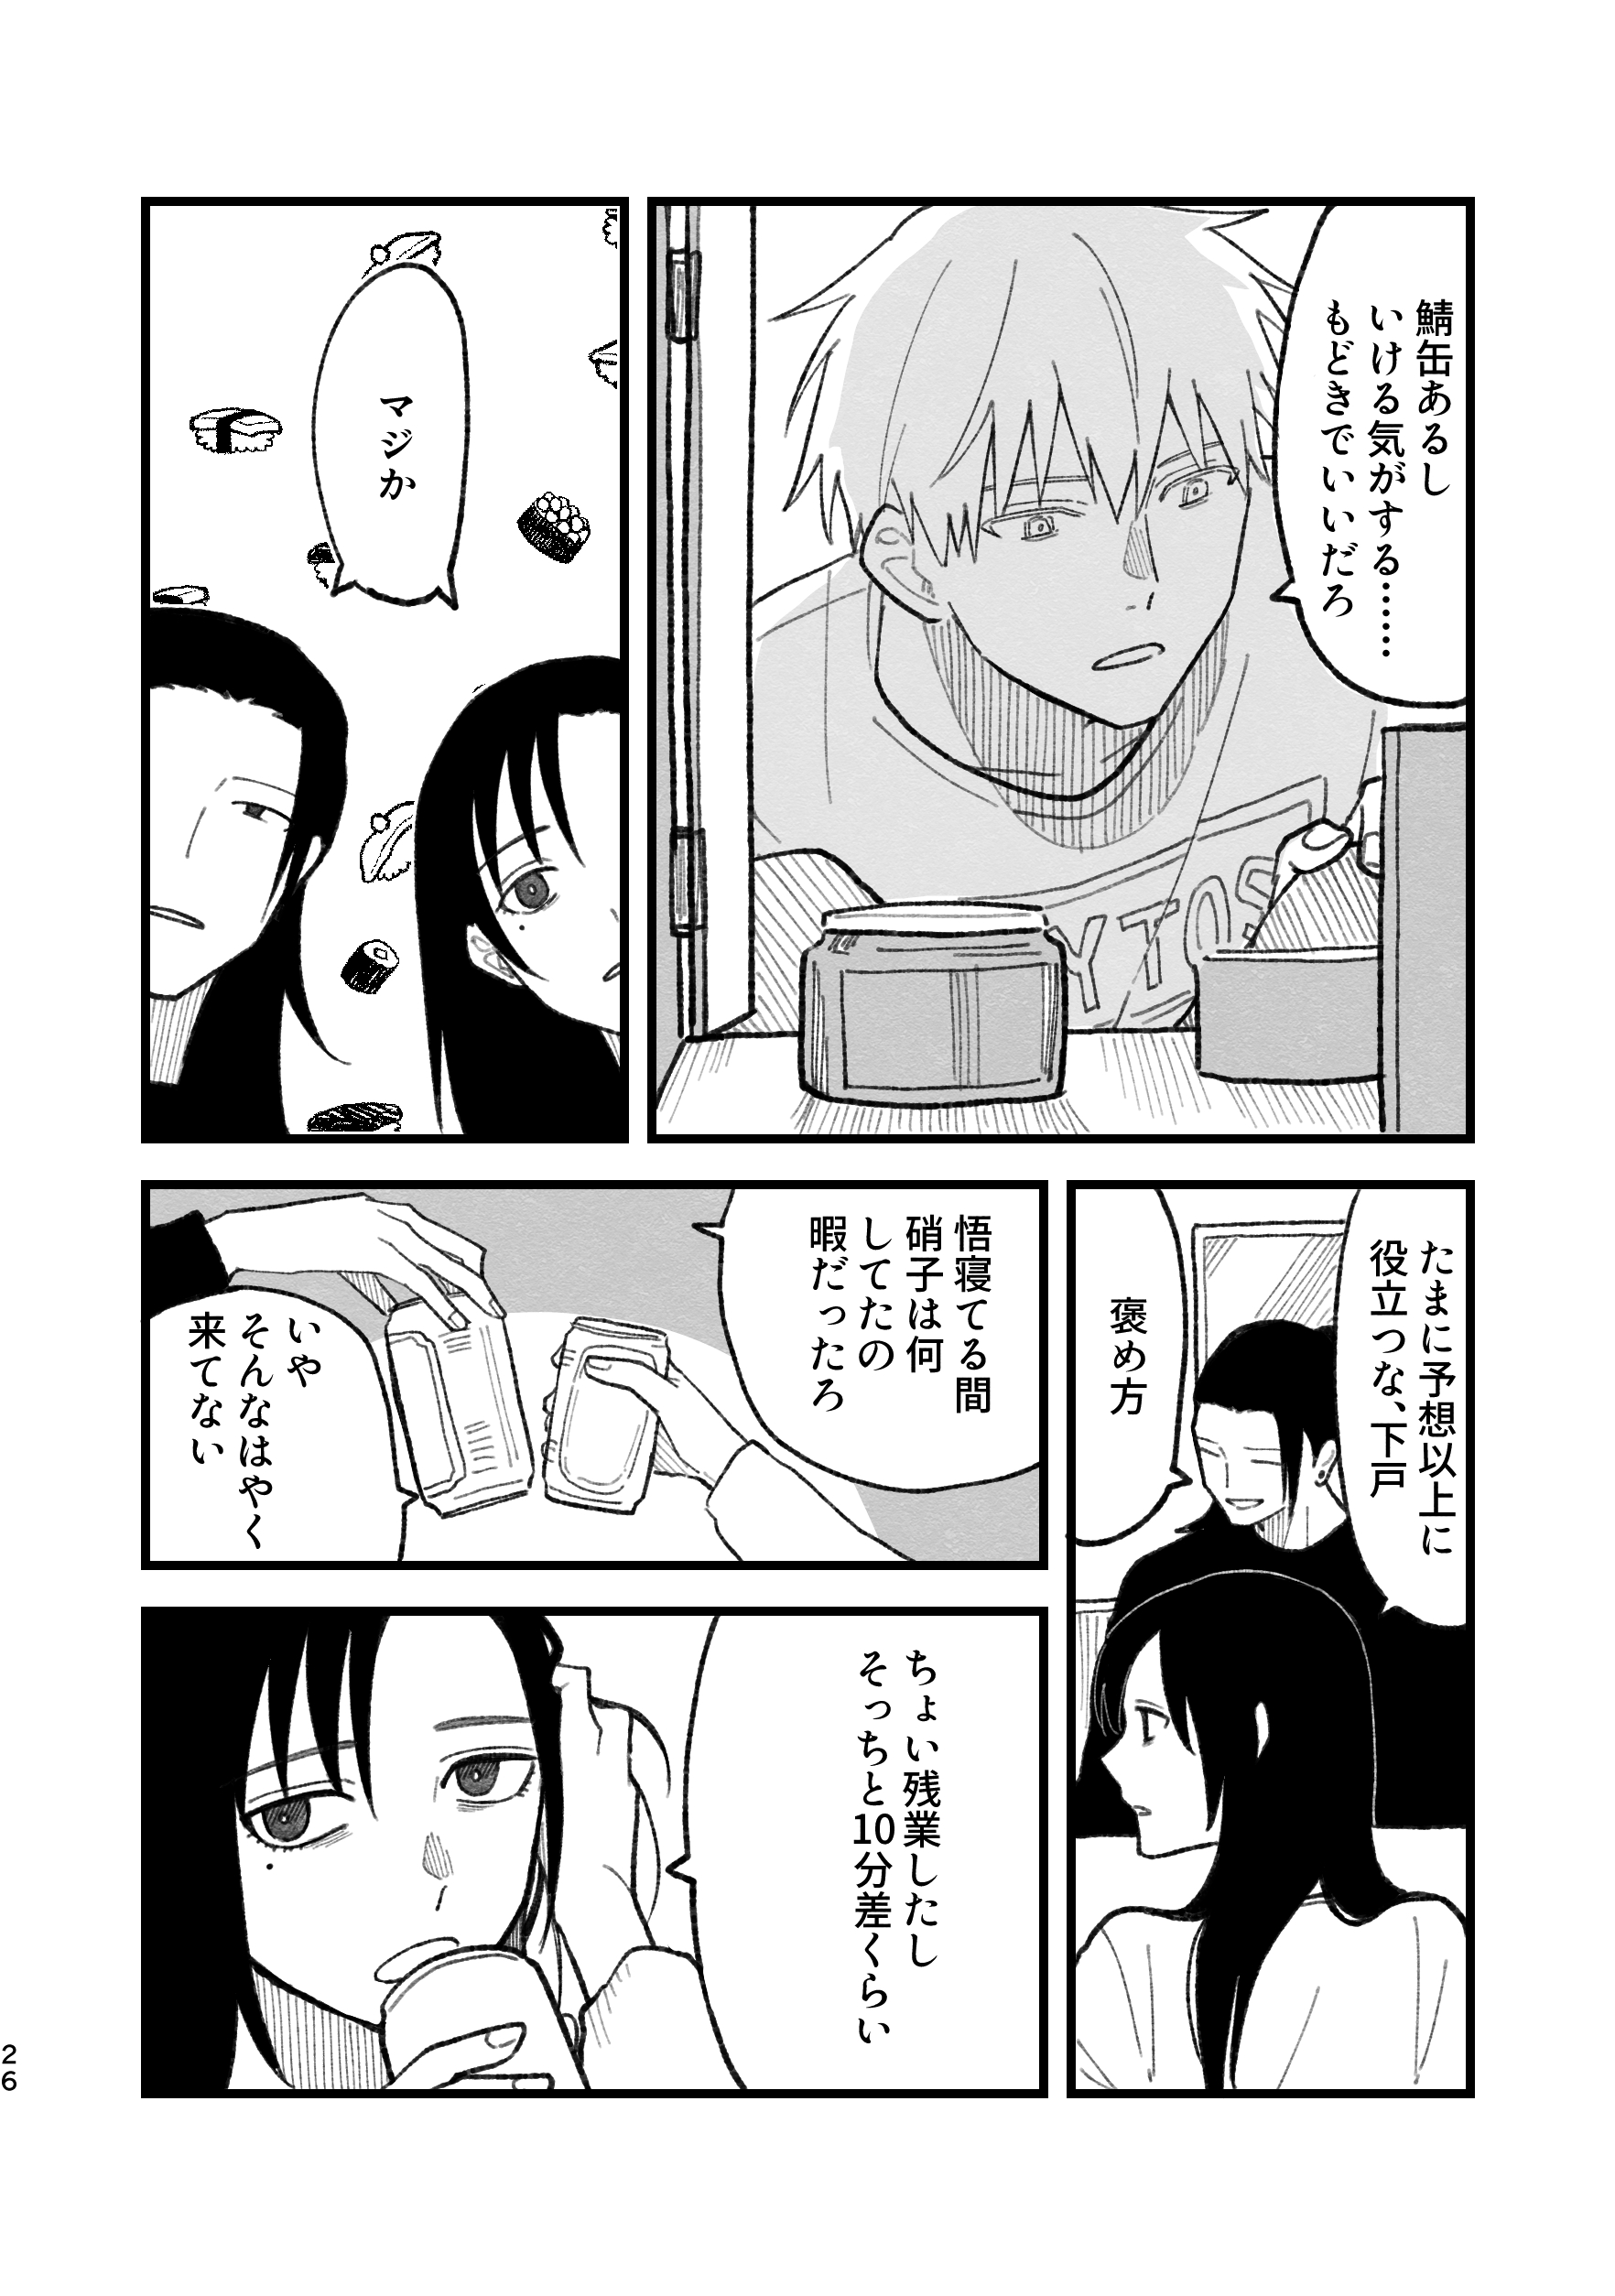 鯖缶あるし
いける気がする……
もどきでいいだろ
マジか
たまに予想以上に
役立つな、下戸
褒め方
悟寝てる間
硝子は何
してたの
暇だったろ
いや
そんなはやく
来てない
ちょい残業したし
そっちと10分差くらい
YTOS
26